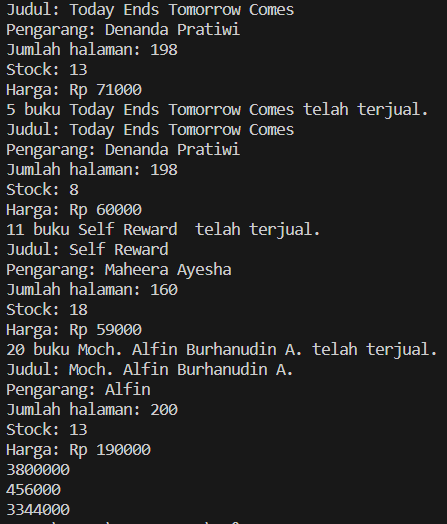 Judul: Today Ends Tomorrow Comes
Pengarang: Denanda Pratiwi
Jumlah halaman: 198
Stock: 13
Harga: Rp 71000
5 buku Today Ends Tomorrow Comes telah terjual.
Judul: Today Ends Tomorrow Comes
Pengarang: Denanda Pratiwi
Jumlah halaman: 198
Stock: 8
Harga: Rp 60000
11 buku Self Reward  telah terjual.
Judul: Self Reward
Pengarang: Maheera Ayesha
Jumlah halaman: 160
Stock: 18
Harga: Rp 59000
20 buku Moch. Alfin Burhanudin A. telah terjual.
Judul: Moch. Alfin Burhanudin A.
Pengarang: Alfin
Jumlah halaman: 200
Stock: 13
Harga: Rp 190000
3800000
456000
3344000